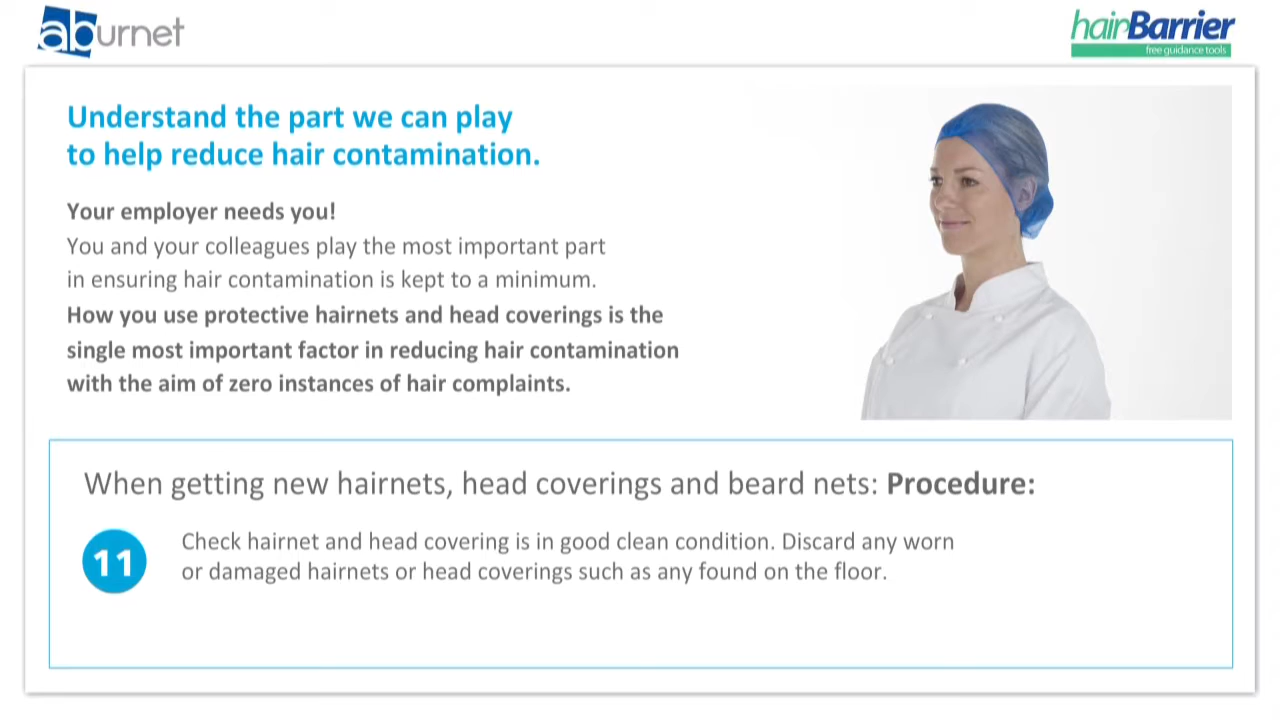 aburnet
hairBarrier
free guidance tools
Understand the part we can play
to help reduce hair contamination.
Your employer needs you!
You and your colleagues play the most important part
in ensuring hair contamination is kept to a minimum.
How you use protective hairnets and head coverings is the
single most important factor in reducing hair contamination
with the aim of zero instances of hair complaints.
When getting new hairnets, head coverings and beard nets: Procedure:
11
Check hairnet and head covering is in good clean condition. Discard any worn
or damaged hairnets or head coverings such as any found on the floor.